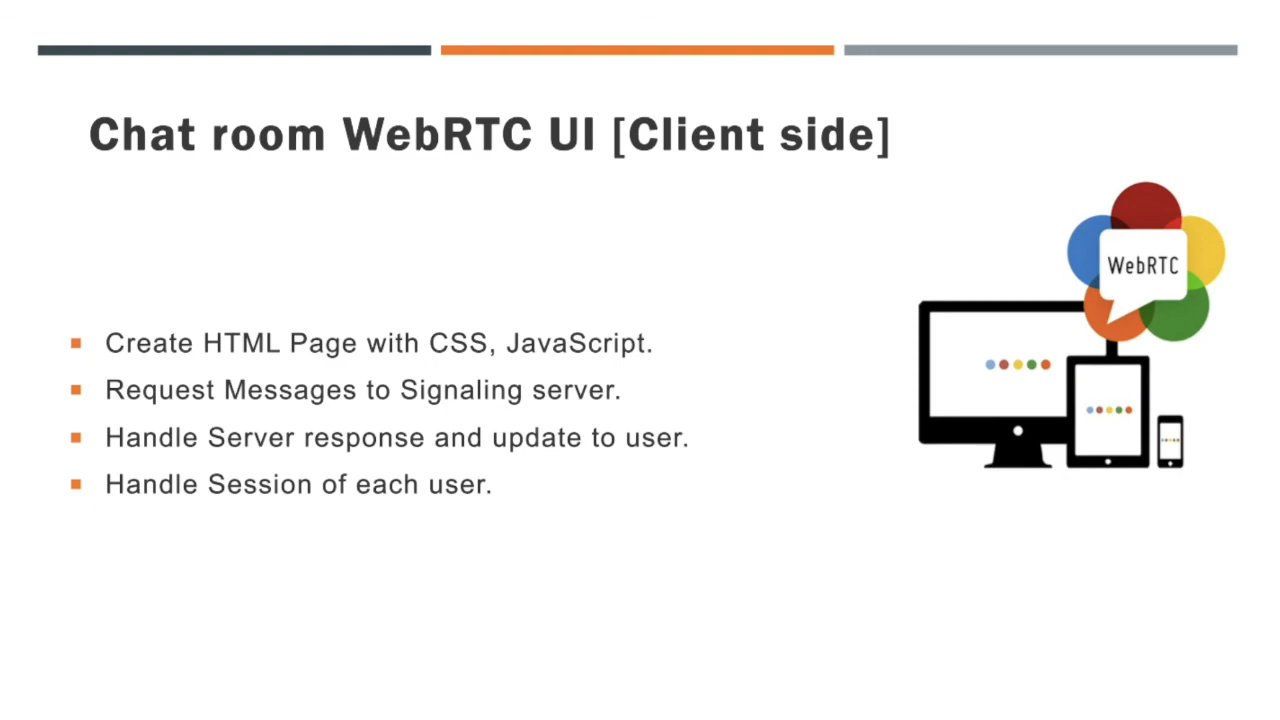 Chat room WebRTC UI [Client side]
WebRTC
Create HTML Page with CSS, JavaScript.
Request Messages to Signaling server.
Handle Server response and update to user.
Handle Session of each user.